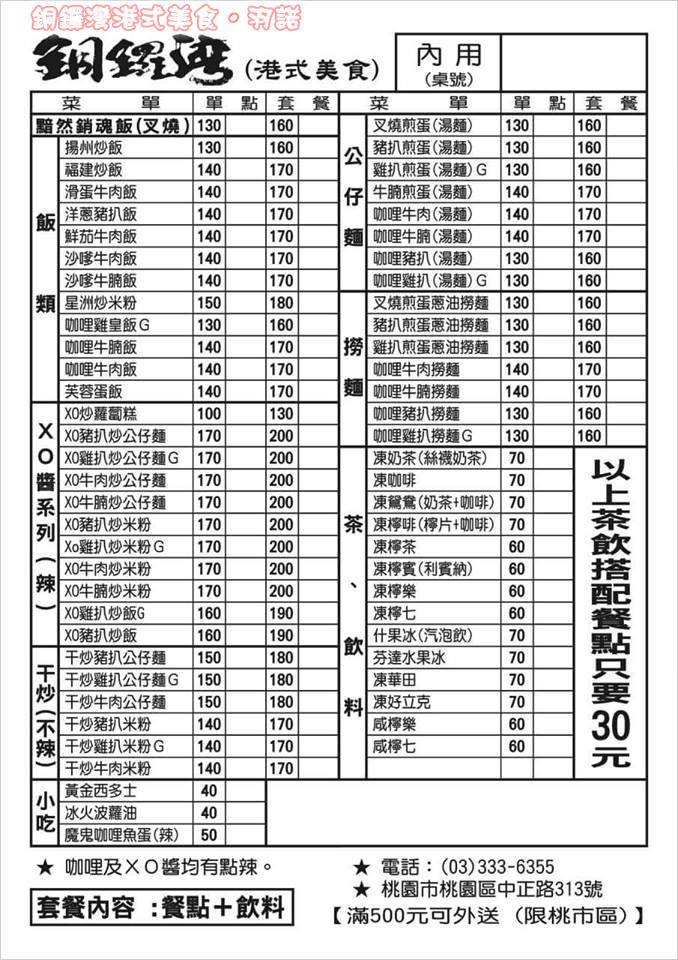 銅鑼灣港式美食。羽諾
銅鑼灣 (港式美食)
內用
(桌號)
菜 單 單 點 套 餐
黯然銷魂飯(叉燒) 130 160
飯類
揚州炒飯 130 160
福建炒飯 140 170
滑蛋牛肉飯 140 170
洋蔥豬扒飯 140 170
鮮茄牛肉飯 140 170
沙嗲牛肉飯 140 170
沙嗲牛腩飯 140 170
星洲炒米粉 150 180
咖哩雞皇飯G 130 160
咖哩牛腩飯 140 170
咖哩牛肉飯 140 170
芙蓉蛋飯 140 170
XO醬系列(辣)
XO炒蘿蔔糕 100 130
XO豬扒炒公仔麵 170 200
XO雞扒炒公仔麵G 170 200
XO牛肉炒公仔麵 170 200
XO牛腩炒公仔麵 170 200
XO豬扒炒米粉 170 200
Xo雞扒炒米粉G 170 200
XO牛肉炒米粉 170 200
XO牛腩炒米粉 170 200
XO雞扒炒飯G 160 190
XO豬扒炒飯 160 190
干炒(不辣)
干炒豬扒公仔麵 150 180
干炒雞扒公仔麵G 150 180
干炒牛肉公仔麵 150 180
干炒豬扒米粉 140 170
干炒雞扒米粉G 140 170
干炒牛肉米粉 140 170
小吃
黃金西多士 40
冰火波蘿油 40
魔鬼咖哩魚蛋(辣) 50
菜 單 單 點 套 餐
公仔麵
叉燒煎蛋(湯麵) 130 160
豬扒煎蛋(湯麵) 130 160
雞扒煎蛋(湯麵)G 130 160
牛腩煎蛋(湯麵) 140 170
咖哩牛肉(湯麵) 140 170
咖哩牛腩(湯麵) 140 170
咖哩豬扒(湯麵) 130 160
咖哩雞扒(湯麵)G 130 160
撈麵
叉燒煎蛋蔥油撈麵 130 160
豬扒煎蛋蔥油撈麵 130 160
雞扒煎蛋蔥油撈麵 130 160
咖哩牛肉撈麵 140 170
咖哩牛腩撈麵 140 170
咖哩豬扒撈麵 130 160
咖哩雞扒撈麵G 130 160
茶、飲料
凍奶茶(絲襪奶茶) 70
凍咖啡 70
凍鴛鴦(奶茶+咖啡) 70
凍檸啡(檸片+咖啡) 70
凍檸茶 60
凍檸賓(利賓納) 60
凍檸樂 60
凍檸七 60
什果冰(汽泡飲) 70
芬達水果冰 70
凍華田 70
凍好立克 70
咸檸樂 60
咸檸七 60
以上茶飲搭配餐點只要30元
★ 咖哩及XO醬均有點辣。
套餐內容 :餐點+飲料
★ 電話:(03)333-6355
★ 桃園市桃園區中正路313號
【滿500元可外送 (限桃市區)】